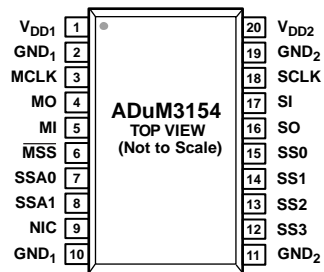 VDD1 1 20 VDD2
GND1 2 19 GND2
MCLK 3 18 SCLK
MO 4 17 SI
MI 5 16 SO
MSS 6 15 SS0
SSA0 7 14 SS1
SSA1 8 13 SS2
NIC 9 12 SS3
GND1 10 11 GND2
ADuM3154
TOP VIEW
(Not to Scale)